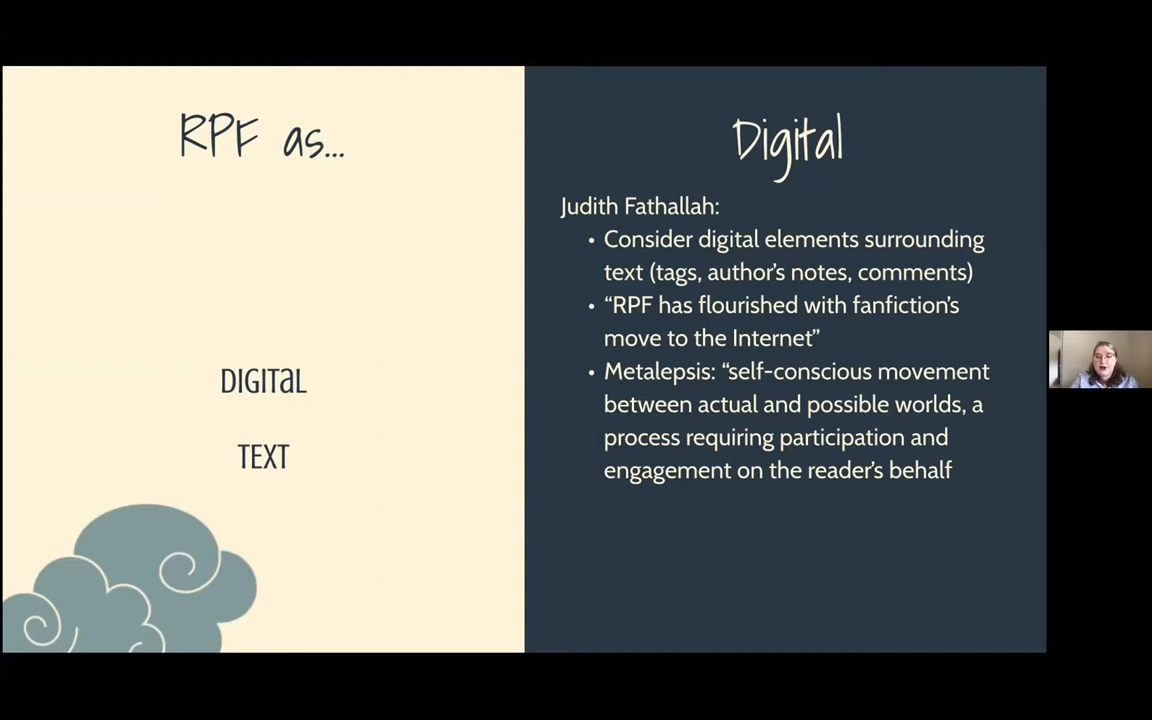 RPF as...
DIGITAL
TEXT
Digital
Judith Fathallah:
• Consider digital elements surrounding
text (tags, author's notes, comments)
• “RPF has flourished with fanfiction's
move to the Internet”
• Metalepsis: “self-conscious movement
between actual and possible worlds, a
process requiring participation and
engagement on the reader's behalf